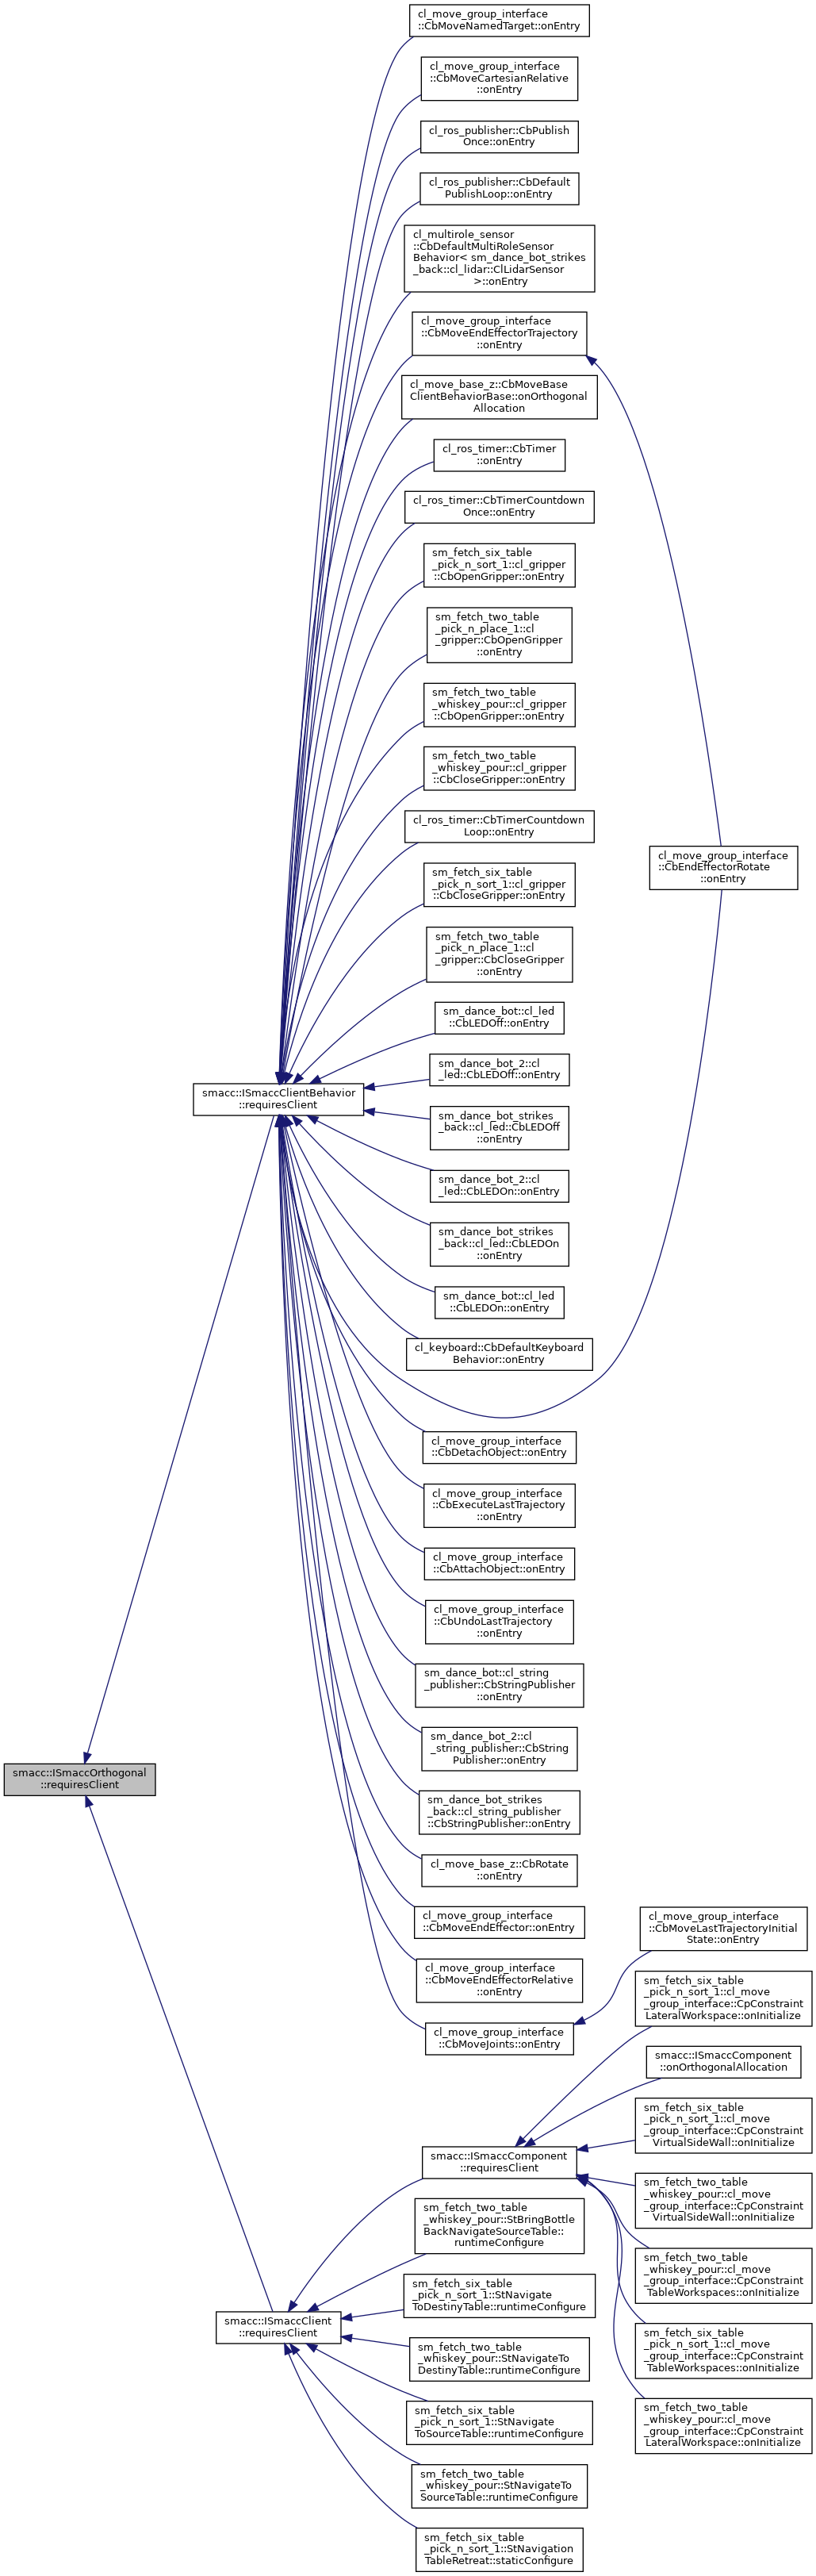 cl_move_group_interface
::CbMoveNamedTarget::onEntry
cl_move_group_interface
::CbMoveCartesianRelative
::onEntry
cl_ros_publisher::CbPublish
Once::onEntry
cl_ros_publisher::CbDefault
PublishLoop::onEntry
cl_multirole_sensor
::CbDefaultMultiRoleSensor
Behavior< sm_dance_bot_strikes
_back::cl_lidar::ClLidarSensor
>::onEntry
cl_move_group_interface
::CbMoveEndEffectorTrajectory
::onEntry
cl_move_base_z::CbMoveBase
ClientBehaviorBase::onOrthogonal
Allocation
cl_ros_timer::CbTimer
::onEntry
cl_ros_timer::CbTimerCountdown
Once::onEntry
sm_fetch_six_table
_pick_n_sort_1::cl_gripper
::CbOpenGripper::onEntry
sm_fetch_two_table
_pick_n_place_1::cl
_gripper::CbOpenGripper
::onEntry
sm_fetch_two_table
_whiskey_pour::cl_gripper
::CbOpenGripper::onEntry
sm_fetch_two_table
_whiskey_pour::cl_gripper
::CbCloseGripper::onEntry
cl_ros_timer::CbTimerCountdown
Loop::onEntry
cl_move_group_interface
::CbEndEffectorRotate
::onEntry
sm_fetch_six_table
_pick_n_sort_1::cl_gripper
::CbCloseGripper::onEntry
sm_fetch_two_table
_pick_n_place_1::cl
_gripper::CbCloseGripper
::onEntry
sm_dance_bot::cl_led
::CbLEDOff::onEntry
sm_dance_bot_2::cl
_led::CbLEDOff::onEntry
smacc::ISmaccClientBehavior
::requiresClient
sm_dance_bot_strikes
_back::cl_led::CbLEDOff
::onEntry
sm_dance_bot_2::cl
_led::CbLEDOn::onEntry
sm_dance_bot_strikes
_back::cl_led::CbLEDOn
::onEntry
sm_dance_bot::cl_led
::CbLEDOn::onEntry
cl_keyboard::CbDefaultKeyboard
Behavior::onEntry
cl_move_group_interface
::CbDetachObject::onEntry
cl_move_group_interface
::CbExecuteLastTrajectory
::onEntry
cl_move_group_interface
::CbAttachObject::onEntry
cl_move_group_interface
::CbUndoLastTrajectory
::onEntry
sm_dance_bot::cl_string
_publisher::CbStringPublisher
::onEntry
sm_dance_bot_2::cl
_string_publisher::CbString
Publisher::onEntry
smacc::ISmaccOrthogonal
::requiresClient
sm_dance_bot_strikes
_back::cl_string_publisher
::CbStringPublisher::onEntry
cl_move_base_z::CbRotate
::onEntry
cl_move_group_interface
::CbMoveEndEffector::onEntry
cl_move_group_interface
::CbMoveLastTrajectoryInitial
State::onEntry
cl_move_group_interface
::CbMoveEndEffectorRelative
::onEntry
sm_fetch_six_table
_pick_n_sort_1::cl_move
_group_interface::CpConstraint
LateralWorkspace::onInitialize
cl_move_group_interface
::CbMoveJoints::onEntry
smacc::ISmaccComponent
::onOrthogonalAllocation
sm_fetch_six_table
_pick_n_sort_1::cl_move
_group_interface::CpConstraint
VirtualSideWall::onInitialize
smacc::ISmaccComponent
::requiresClient
sm_fetch_two_table
_whiskey_pour::cl_move
_group_interface::CpConstraint
VirtualSideWall::onInitialize
sm_fetch_two_table
_whiskey_pour::StBringBottle
BackNavigateSourceTable::
runtimeConfigure
sm_fetch_two_table
_whiskey_pour::cl_move
_group_interface::CpConstraint
TableWorkspaces::onInitialize
sm_fetch_six_table
_pick_n_sort_1::StNavigate
ToDestinyTable::runtimeConfigure
smacc::ISmaccClient
::requiresClient
sm_fetch_six_table
_pick_n_sort_1::cl_move
_group_interface::CpConstraint
TableWorkspaces::onInitialize
sm_fetch_two_table
_whiskey_pour::StNavigateTo
DestinyTable::runtimeConfigure
sm_fetch_two_table
_whiskey_pour::cl_move
_group_interface::CpConstraint
LateralWorkspace::onInitialize
sm_fetch_six_table
_pick_n_sort_1::StNavigate
ToSourceTable::runtimeConfigure
sm_fetch_two_table
_whiskey_pour::StNavigateTo
SourceTable::runtimeConfigure
sm_fetch_six_table
_pick_n_sort_1::StNavigation
TableRetreat::staticConfigure